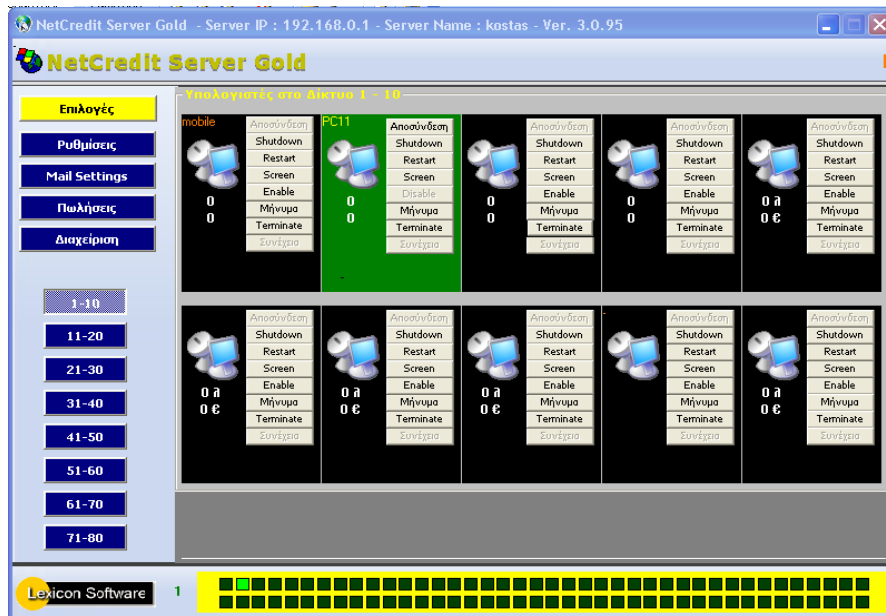 NetCredit Server Gold - Server IP : 192.168.0.1 - Server Name : kostas - Ver. 3.0.95
NetCredit Server Gold
Επιλογές
Ρυθμίσεις
Mail Settings
Πωλήσεις
Διαχείριση
1-10
11-20
21-30
31-40
41-50
51-60
61-70
71-80
Υπολογιστές στο Δίκτυο 1 - 10
mobile
Αποσύνδεση
Shutdown
Restart
Screen
Enable
Μήνυμα
Terminate
Συνέχεια
0
0
PC11
Αποσύνδεση
Shutdown
Restart
Screen
Disable
Μήνυμα
Terminate
Συνέχεια
0
0
Αποσύνδεση
Shutdown
Restart
Screen
Enable
Μήνυμα
Terminate
Συνέχεια
0
0
Αποσύνδεση
Shutdown
Restart
Screen
Enable
Μήνυμα
Terminate
Συνέχεια
0
0
Αποσύνδεση
Shutdown
Restart
Screen
Enable
Μήνυμα
Terminate
Συνέχεια
0 λ
0 €
Αποσύνδεση
Shutdown
Restart
Screen
Enable
Μήνυμα
Terminate
Συνέχεια
0 λ
0 €
Αποσύνδεση
Shutdown
Restart
Screen
Enable
Μήνυμα
Terminate
Συνέχεια
0 λ
0 €
Αποσύνδεση
Shutdown
Restart
Screen
Enable
Μήνυμα
Terminate
Συνέχεια
0 λ
0 €
Αποσύνδεση
Shutdown
Restart
Screen
Enable
Μήνυμα
Terminate
Συνέχεια
Αποσύνδεση
Shutdown
Restart
Screen
Enable
Μήνυμα
Terminate
Συνέχεια
0 λ
0 €
Lexicon Software
1